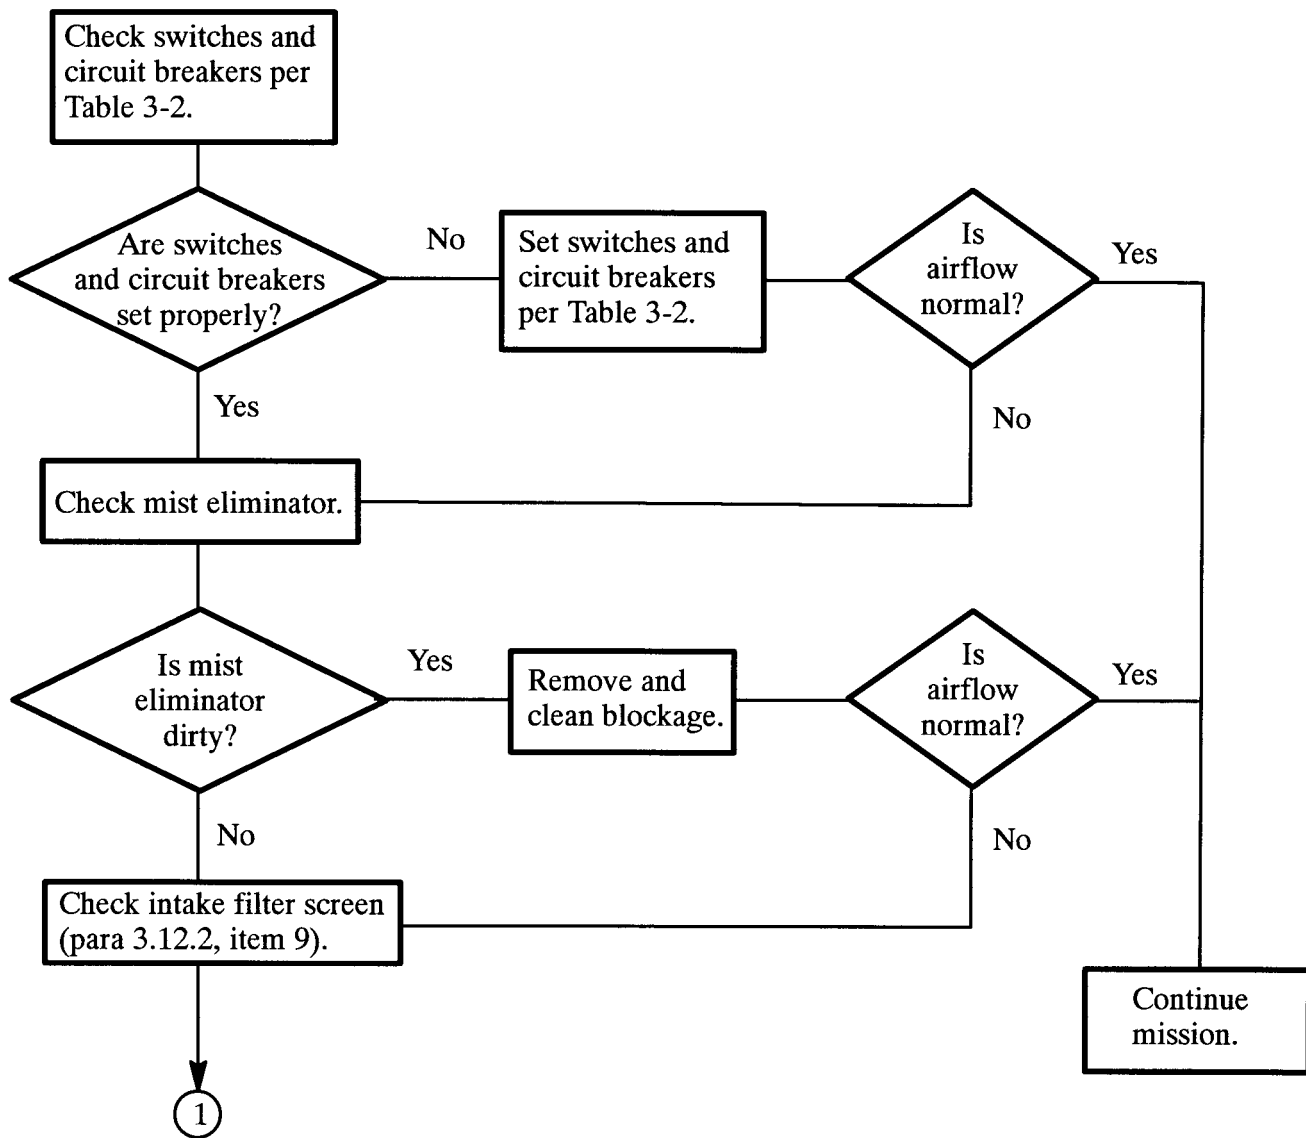 Check switches and
circuit breakers per
Table 3-2.
Are switches
and circuit breakers
set properly?
No
Set switches and
circuit breakers
per Table 3-2.
Is
airflow
normal?
Yes
Yes
No
Check mist eliminator.
Is mist
eliminator
dirty?
Yes
Remove and
clean blockage.
Is
airflow
normal?
Yes
No
No
Check intake filter screen
(para 3.12.2, item 9).
Continue
mission.
1